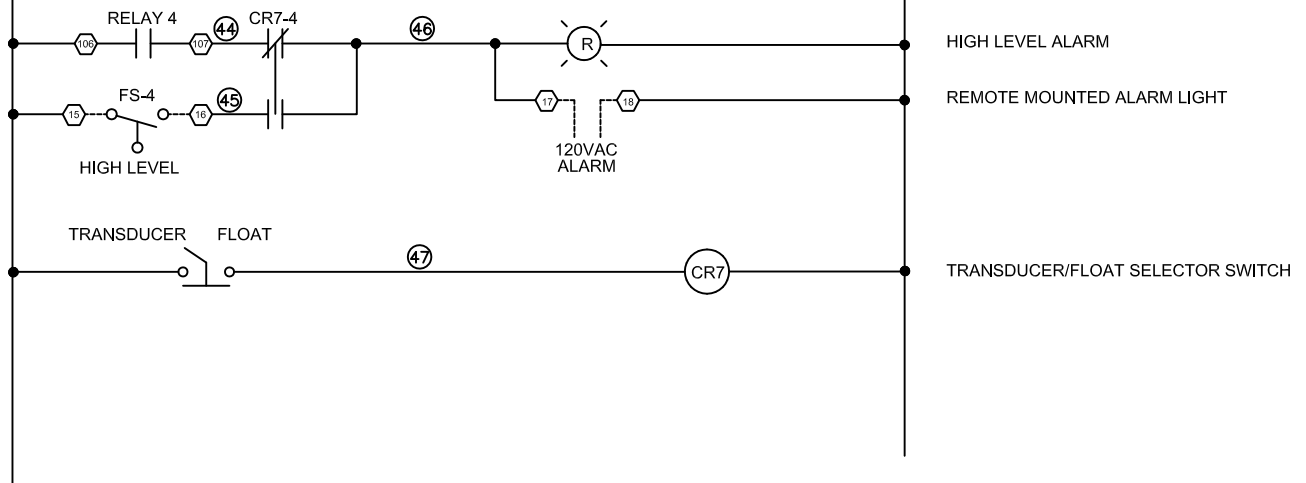 RELAY 4
CR7-4
106
107
44
46
R
HIGH LEVEL ALARM
FS-4
15
16
45
17
18
REMOTE MOUNTED ALARM LIGHT
HIGH LEVEL
120VAC
ALARM
TRANSDUCER
FLOAT
47
CR7
TRANSDUCER/FLOAT SELECTOR SWITCH